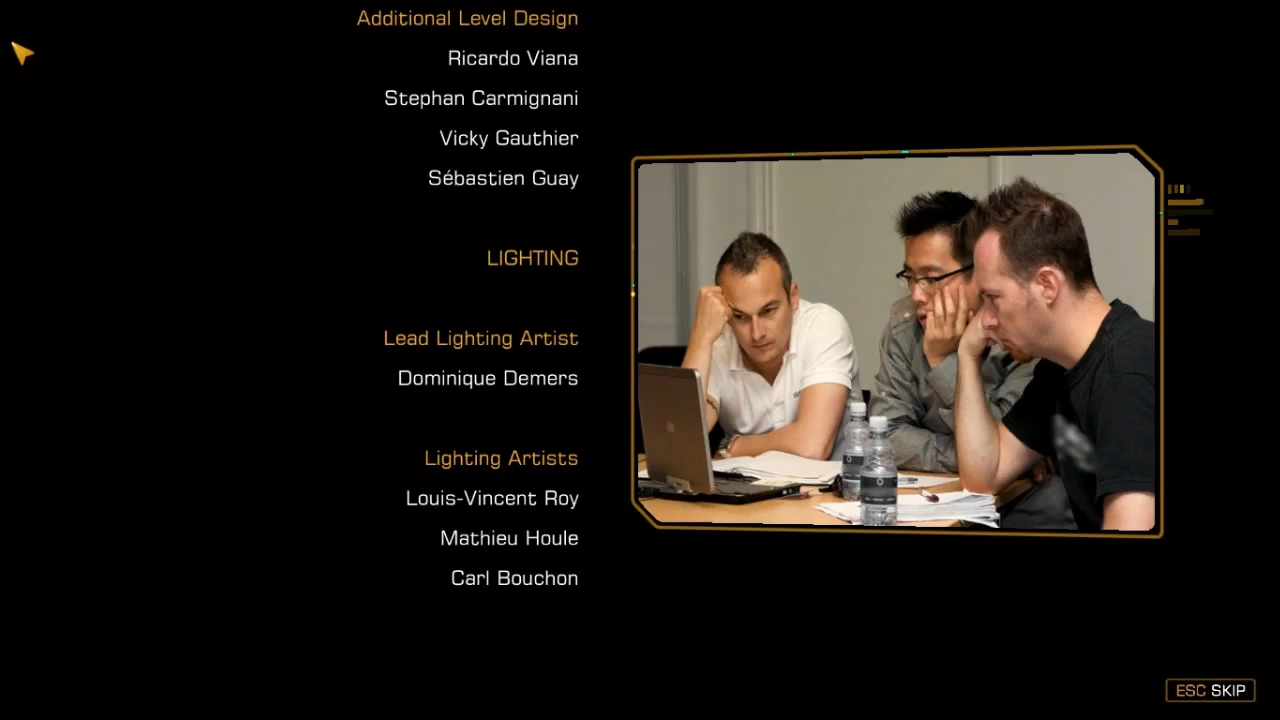 Additional Level Design
Ricardo Viana
Stephan Carmignani
Vicky Gauthier
Sébastien Guay
LIGHTING
Lead Lighting Artist
Dominique Demers
Lighting Artists
Louis-Vincent Roy
Mathieu Houle
Carl Bouchon
ESC SKIP